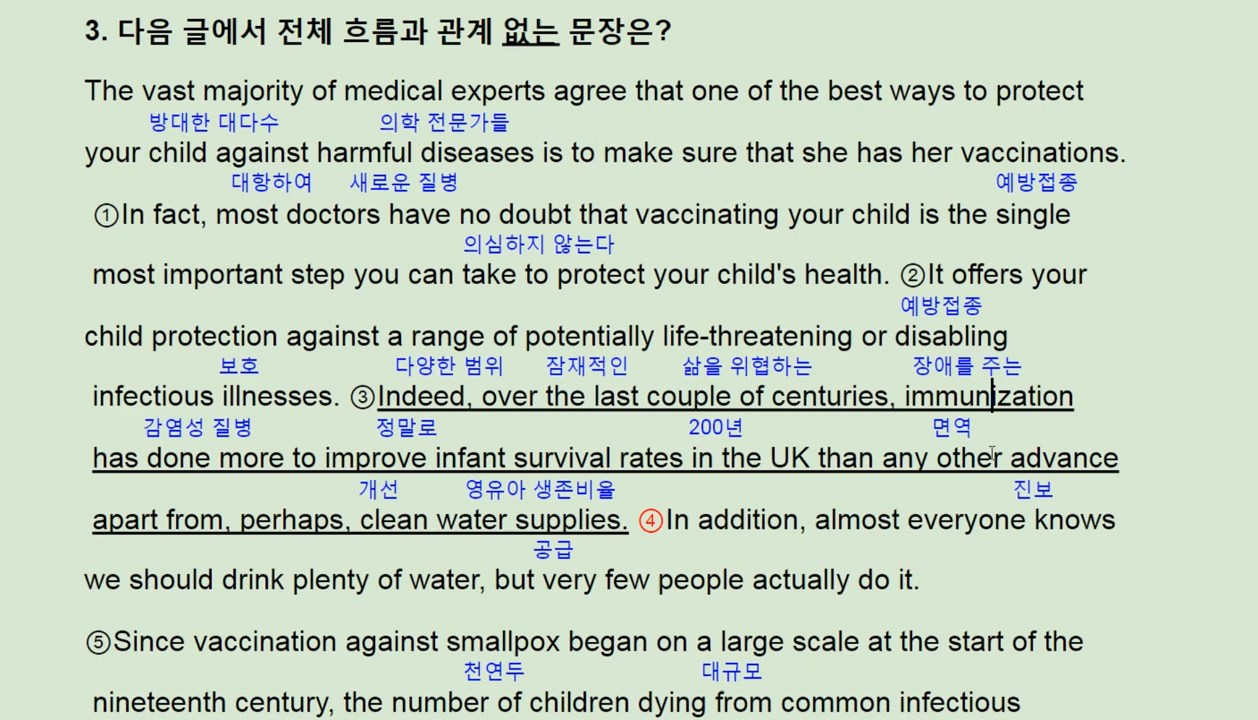 3. 다음 글에서 전체 흐름과 관계 없는 문장은?
The vast majority of medical experts agree that one of the best ways to protect
방대한 대다수 의학 전문가들
your child against harmful diseases is to make sure that she has her vaccinations.
대항하여 새로운 질병 예방접종
①In fact, most doctors have no doubt that vaccinating your child is the single
의심하지 않는다
most important step you can take to protect your child's health. ②It offers your
예방접종
child protection against a range of potentially life-threatening or disabling
보호 다양한 범위 잠재적인 삶을 위협하는 장애를 주는
infectious illnesses. ③Indeed, over the last couple of centuries, immunization
감염성 질병 정말로 200년 면역
has done more to improve infant survival rates in the UK than any other advance
개선 영유아 생존비율 진보
apart from, perhaps, clean water supplies. ④In addition, almost everyone knows
공급
we should drink plenty of water, but very few people actually do it.
⑤Since vaccination against smallpox began on a large scale at the start of the
천연두 대규모
nineteenth century, the number of children dying from common infectious